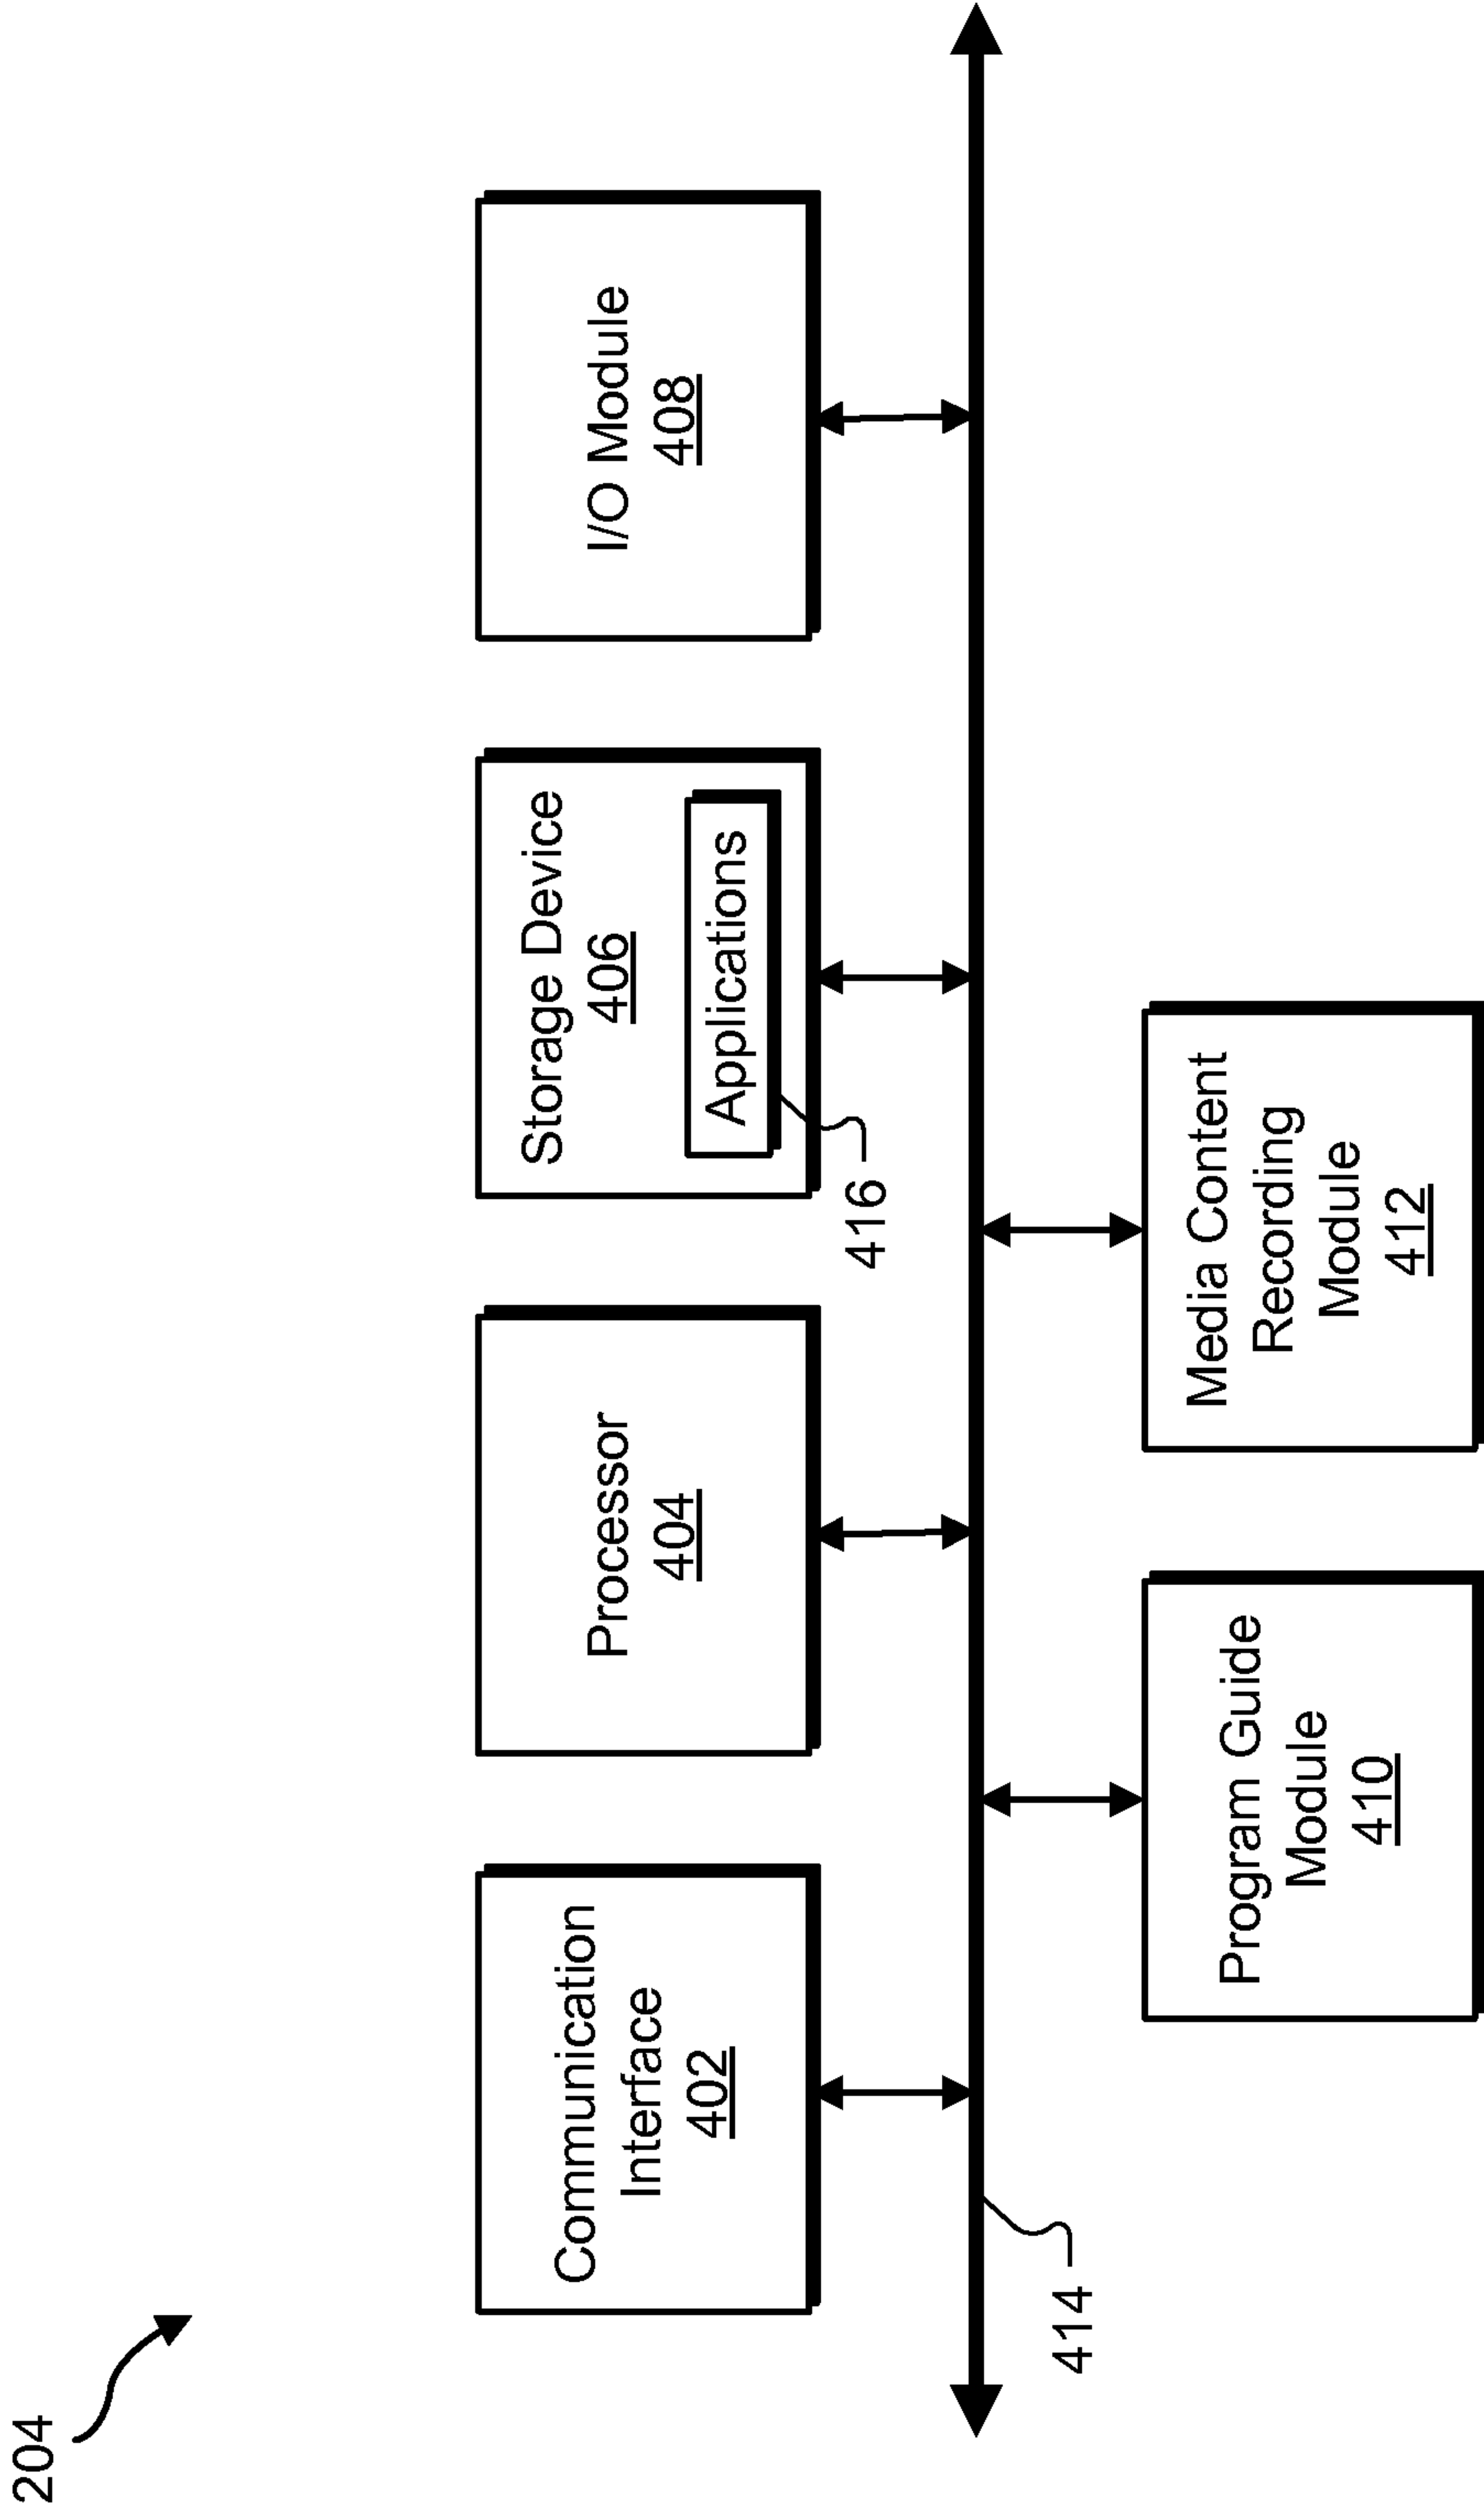 204
Communication
Interface
402
Processor
404
Storage Device
406
Applications
416
I/O Module
408
414
Program Guide
Module
410
Media Content
Recording
Module
412